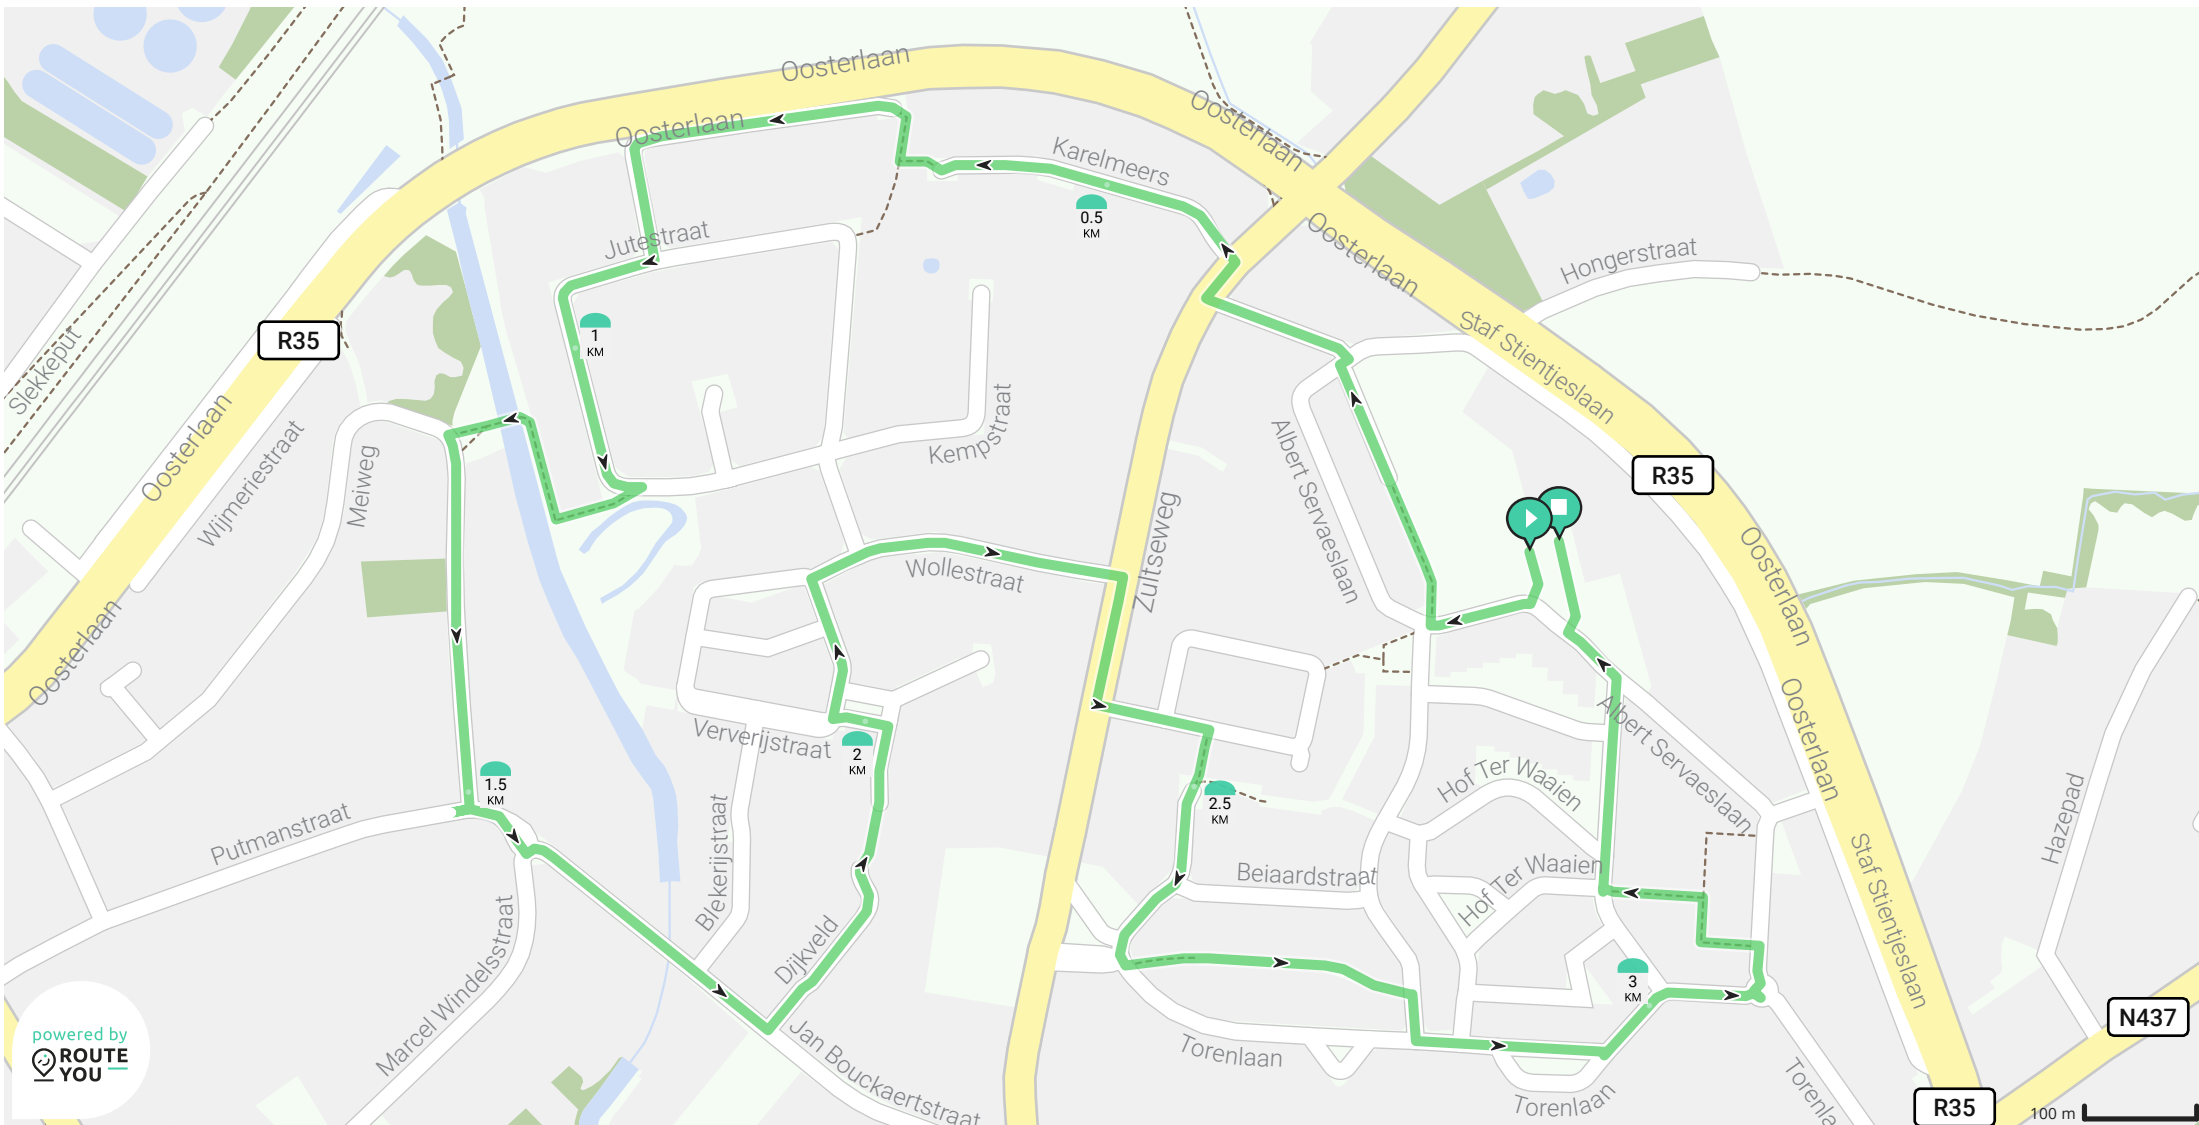 Oosterlaan
Oosterlaan
Oosterlaan
Karelmeers
0.5
KM
Oosterlaan
Hongerstraat
Jutestraat
Staf Stientjeslaan
1
KM
R35
Slekkeput
Oosterlaan
Wijmeriestraat
Meiweg
Kempstraat
Albert Servaeslaan
R35
Zultseweg
Wollestraat
Oosterlaan
Oosterlaan
Oosterlaan
Ververijstraat
2
KM
Albert Servaeslaan
1.5
KM
2.5
KM
Hof Ter Waaien
Putmanstraat
Blekerijstraat
Beiaardstraat
Hof Ter Waaien
Hazepad
Staf Stientjeslaan
Marcel Windelsstraat
Dijkveld
3
KM
N437
powered by
ROUTE
YOU
Jan Bouckaertstraat
Torenlaan
Torenlaan
Torenla
R35
100 m